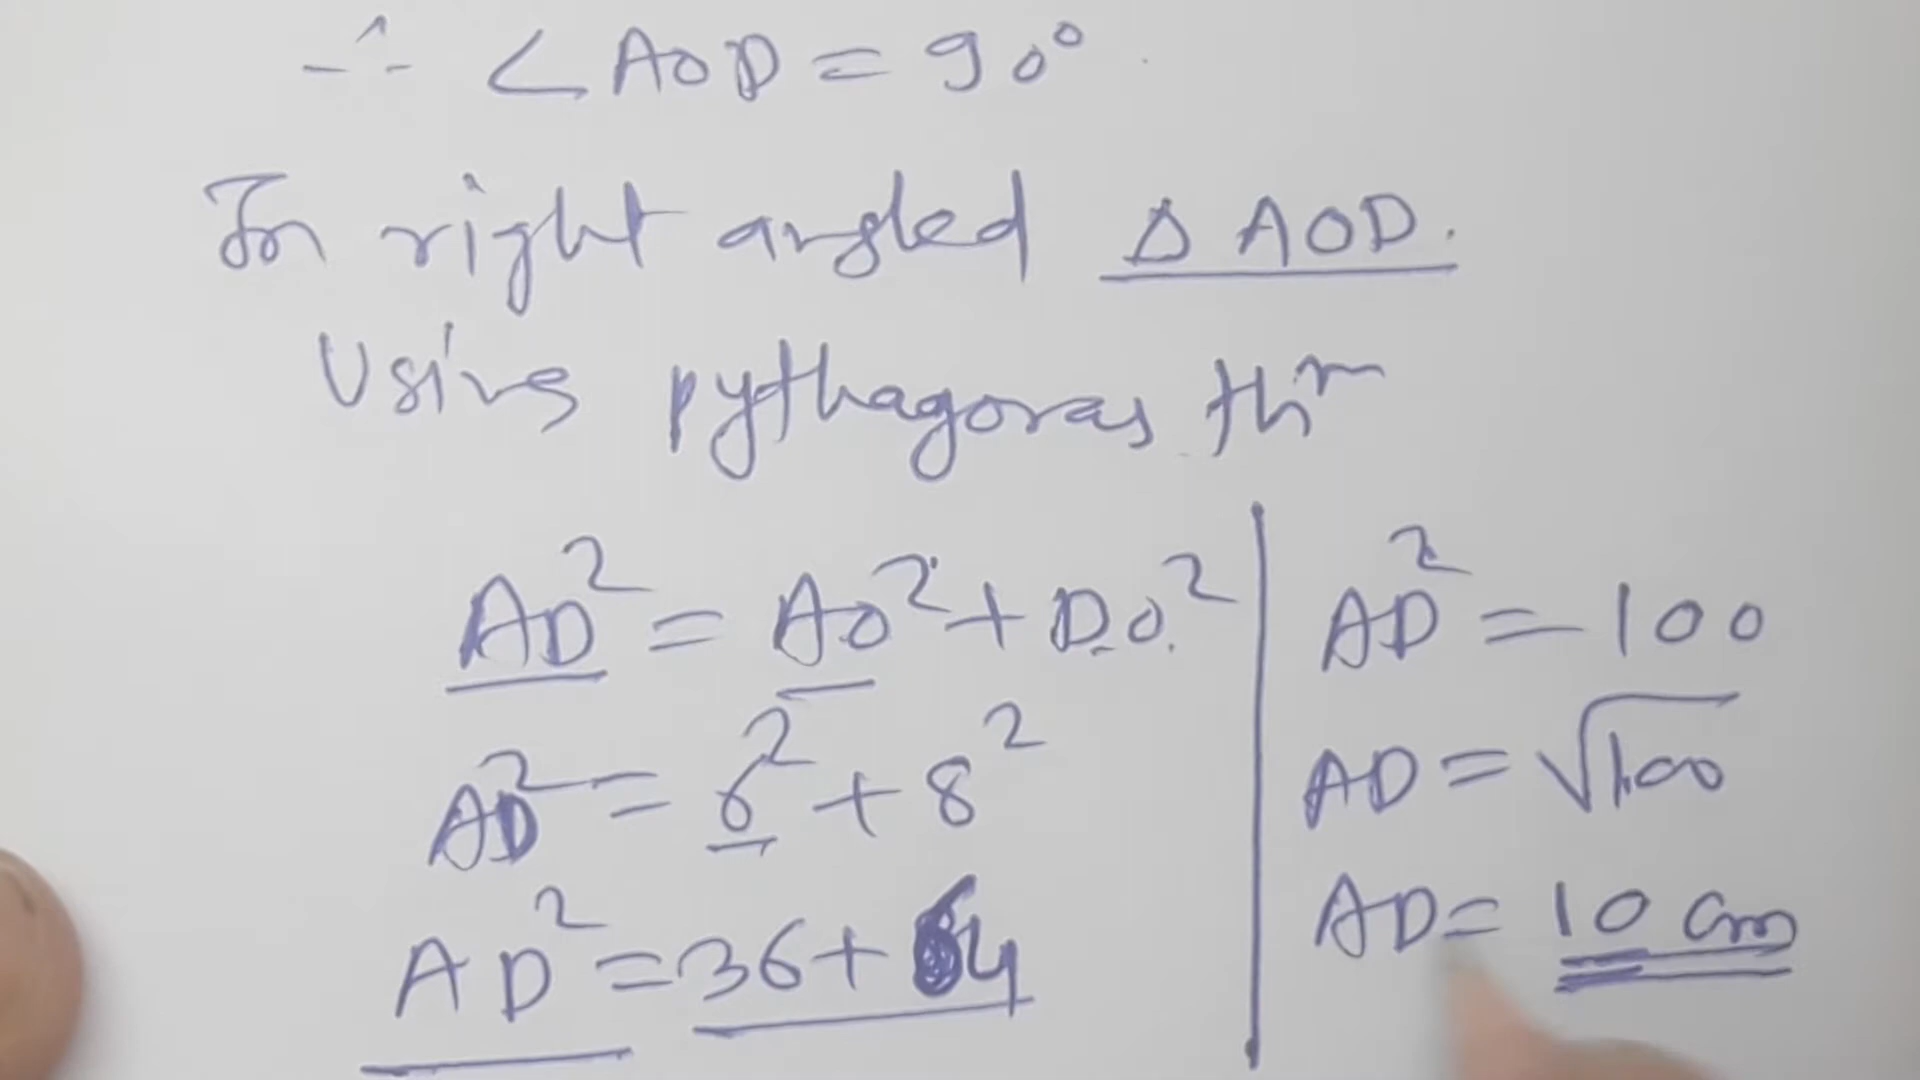 ∴ ∠AOD = 90°
In right angled Δ AOD.
Using pythagoras thm
AD² = AO² + DO²
AD² = 6² + 8²
AD² = 36 + 64
AD² = 100
AD = √100
AD = 10 cm